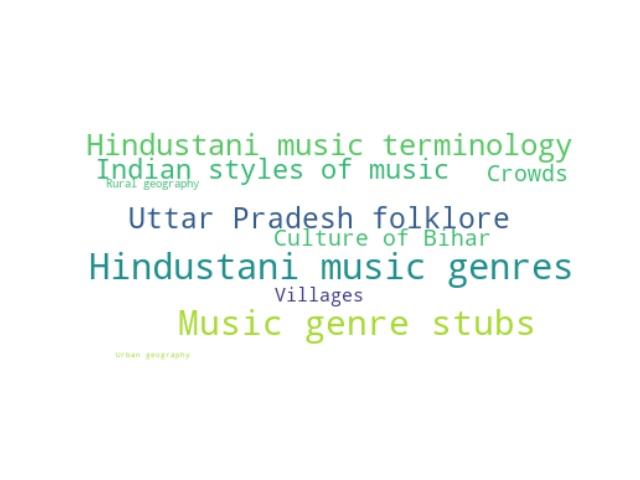 Hindustani music terminology
Indian styles of music
Crowds
Rural geography
Uttar Pradesh folklore
Culture of Bihar
Hindustani music genres
Villages
Music genre stubs
Urban geography